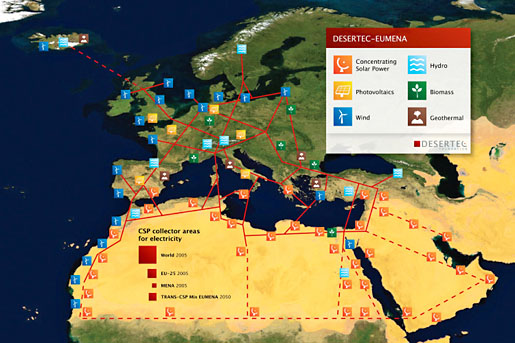 DESERTEC-EUMENA
Concentrating
Solar Power
Hydro
Photovoltaics
Biomass
Wind
Geothermal
DESERTEC
FOUNDATION
CSP collector areas
for electricity
World 2005
EU-25 2005
MENA 2005
TRANS-CSP Mix EUMENA 2050